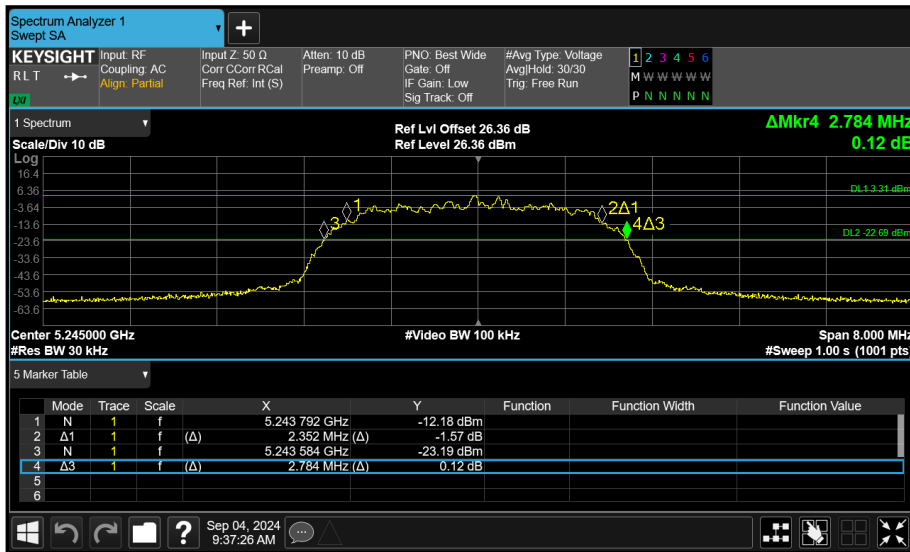 Spectrum Analyzer 1
Swept SA
▼
+
KEYSIGHT
RLT
LXI
Input: RF
Coupling: AC
Align: Partial
Input Z: 50 Ω
Corr CCorr RCal
Freq Ref: Int (S)
Atten: 10 dB
Preamp: Off
PNO: Best Wide
Gate: Off
IF Gain: Low
Sig Track: Off
#Avg Type: Voltage
Avg|Hold: 30/30
Trig: Free Run
1 2 3 4 5 6
M W W W W W
P N N N N N
1 Spectrum ▼
Scale/Div 10 dB
Ref Lvl Offset 26.36 dB
Ref Level 26.36 dBm
ΔMkr4 2.784 MHz
0.12 dB
Log
16.4
6.36
-3.64
-13.6
-23.6
-33.6
-43.6
-53.6
-63.6
DL1 3.31 dBm
DL2 -22.69 dBm
1
3
2Δ1
4Δ3
Center 5.245000 GHz
#Res BW 30 kHz
#Video BW 100 kHz
Span 8.000 MHz
#Sweep 1.00 s (1001 pts)
5 Marker Table ▼
Mode Trace Scale X Y Function Function Width Function Value
1 N 1 f 5.243 792 GHz -12.18 dBm
2 Δ1 1 f (Δ) 2.352 MHz (Δ) -1.57 dB
3 N 1 f 5.243 584 GHz -23.19 dBm
4 Δ3 1 f (Δ) 2.784 MHz (Δ) 0.12 dB
5
6
?
Sep 04, 2024
9:37:26 AM